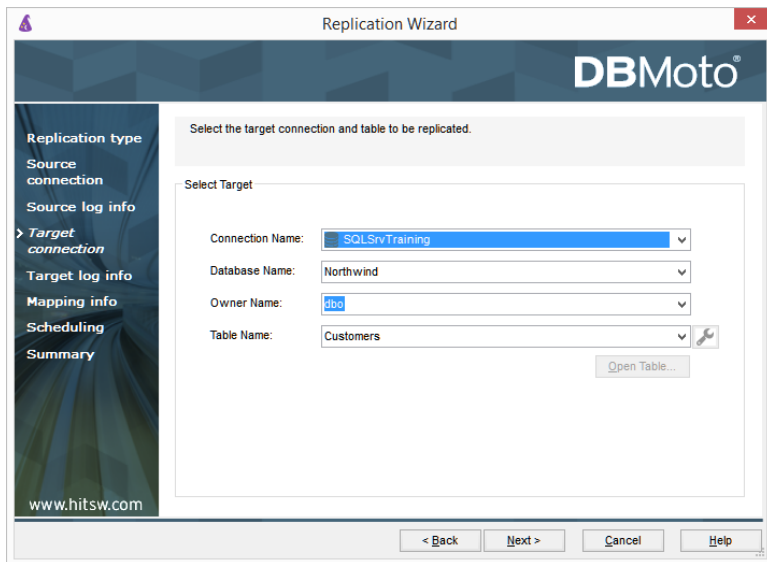 Replication Wizard
DBMoto®
Replication type
Source
connection
Source log info
Target
connection
Target log info
Mapping info
Scheduling
Summary
www.hitsw.com
Select the target connection and table to be replicated.
Select Target
Connection Name: SQLSrvTraining
Database Name: Northwind
Owner Name: dbo
Table Name: Customers
Open Table...
< Back Next > Cancel Help